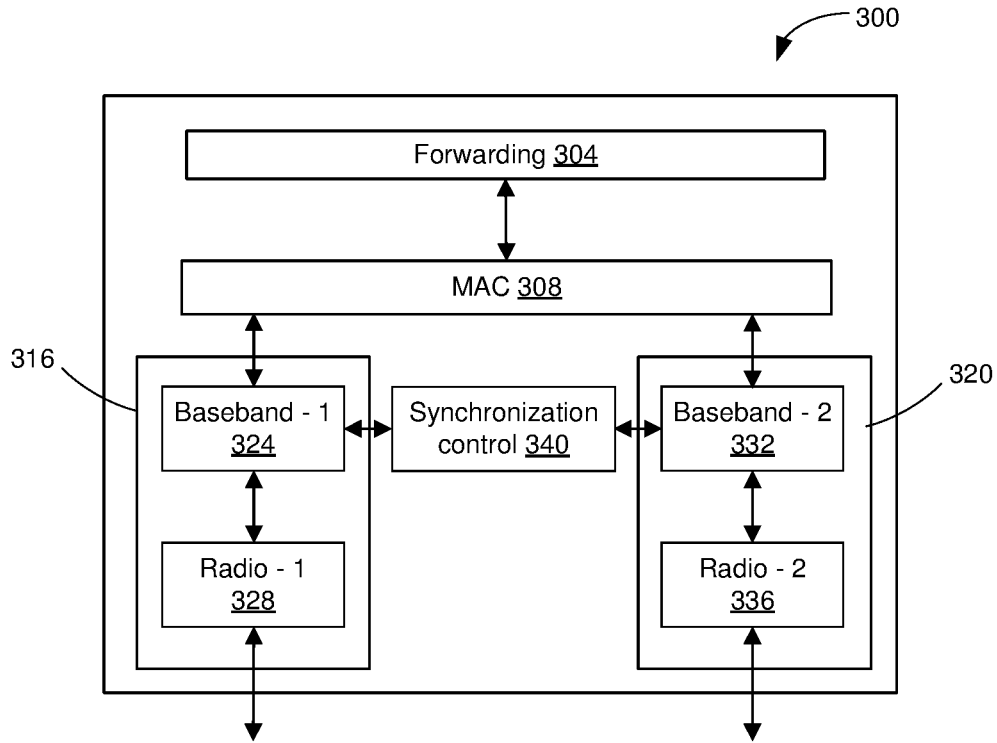 300
Forwarding 304
MAC 308
316
320
Baseband - 1
324
Synchronization
control 340
Baseband - 2
332
Radio - 1
328
Radio - 2
336